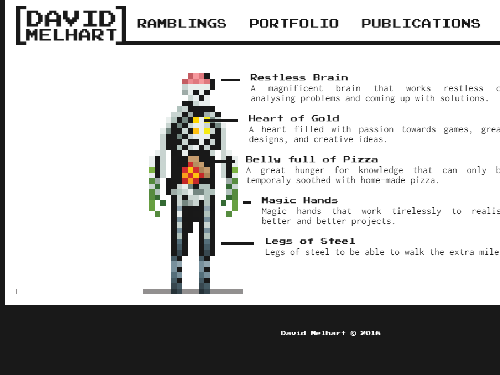 [DAVID
MELHART]
RAMBLINGS PORTFOLIO PUBLICATIONS
Restless Brain
A magnificent brain that works restless
analysing problems and coming up with solutions.
Heart of Gold
A heart filled with passion towards games,
designs, and creative ideas.
Belly full of Pizza
A great hunger for knowledge that can only
temporaly soothed with home made pizza.
Magic Hands
Magic hands that work tirelessly to
better and better projects.
Legs of Steel
Legs of steel to be able to walk the extra mile
David Melhart © 2016